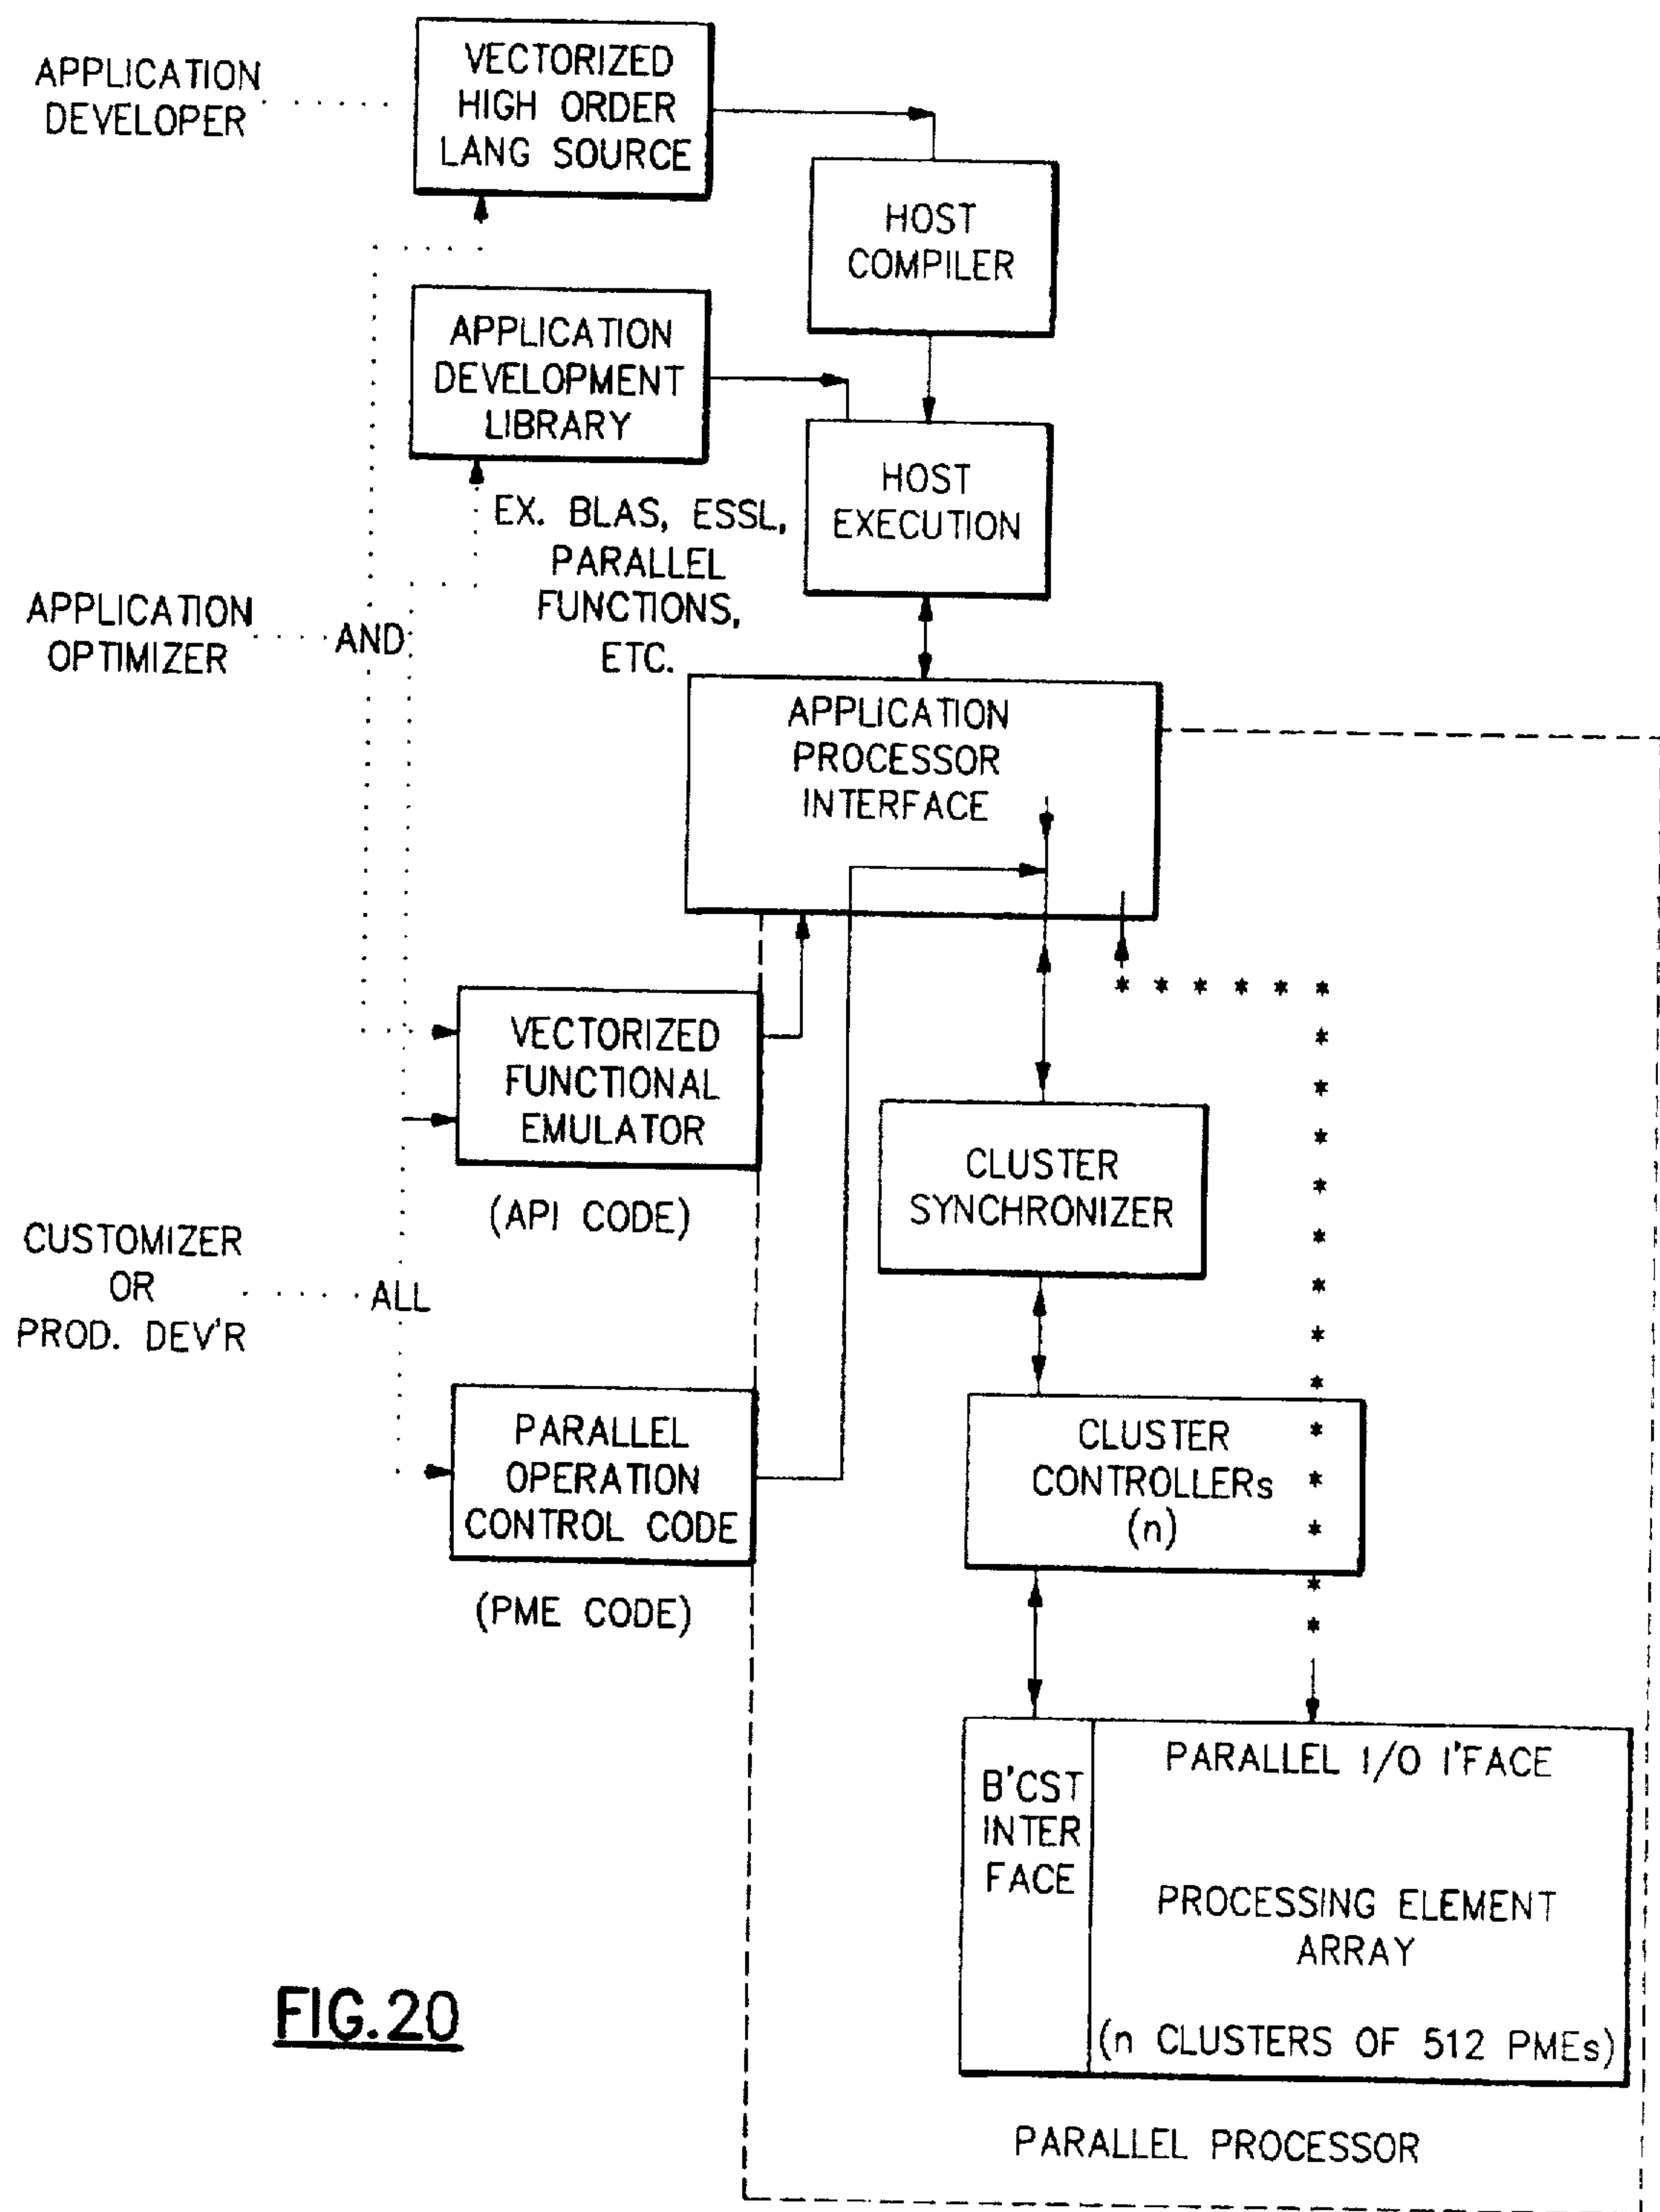 APPLICATION
DEVELOPER
VECTORIZED
HIGH ORDER
LANG SOURCE
HOST
COMPILER
APPLICATION
DEVELOPMENT
LIBRARY
EX. BLAS, ESSL,
PARALLEL
FUNCTIONS,
ETC.
HOST
EXECUTION
APPLICATION
OPTIMIZER
AND
APPLICATION
PROCESSOR
INTERFACE
VECTORIZED
FUNCTIONAL
EMULATOR
(API CODE)
CLUSTER
SYNCHRONIZER
CUSTOMIZER
OR
PROD. DEV'R
ALL
PARALLEL
OPERATION
CONTROL CODE
(PME CODE)
CLUSTER
CONTROLLERs
(n)
B'CST
INTER
FACE
PARALLEL I/O I'FACE
PROCESSING ELEMENT
ARRAY
(n CLUSTERS OF 512 PMEs)
PARALLEL PROCESSOR
FIG.20